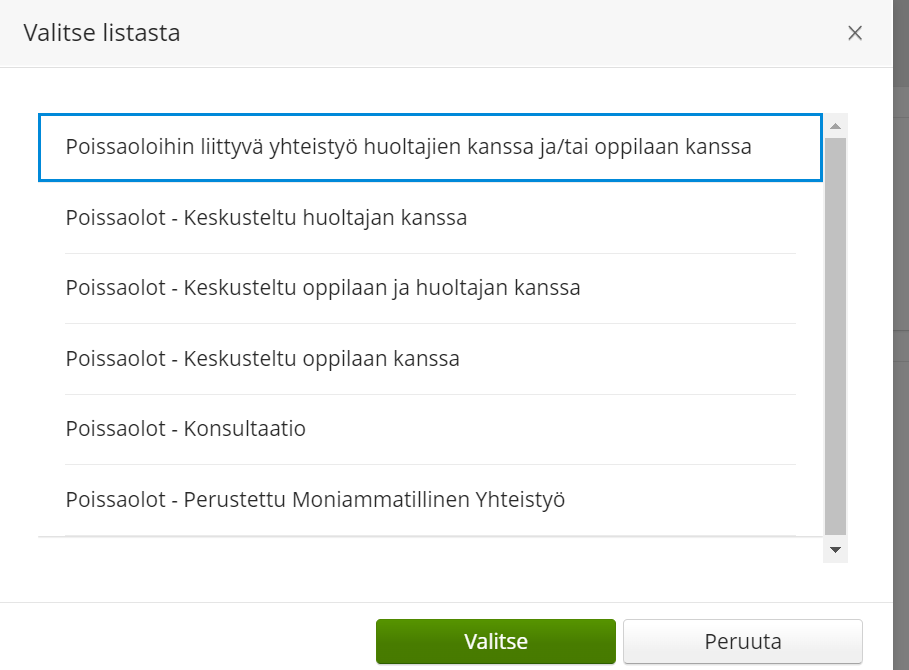 Valitse listasta
Poissaoloihin liittyvä yhteistyö huoltajien kanssa ja/tai oppilaan kanssa
Poissaolot - Keskusteltu huoltajan kanssa
Poissaolot - Keskusteltu oppilaan ja huoltajan kanssa
Poissaolot - Keskusteltu oppilaan kanssa
Poissaolot - Konsultaatio
Poissaolot - Perustettu Moniammatillinen Yhteistyö
Valitse
Peruuta